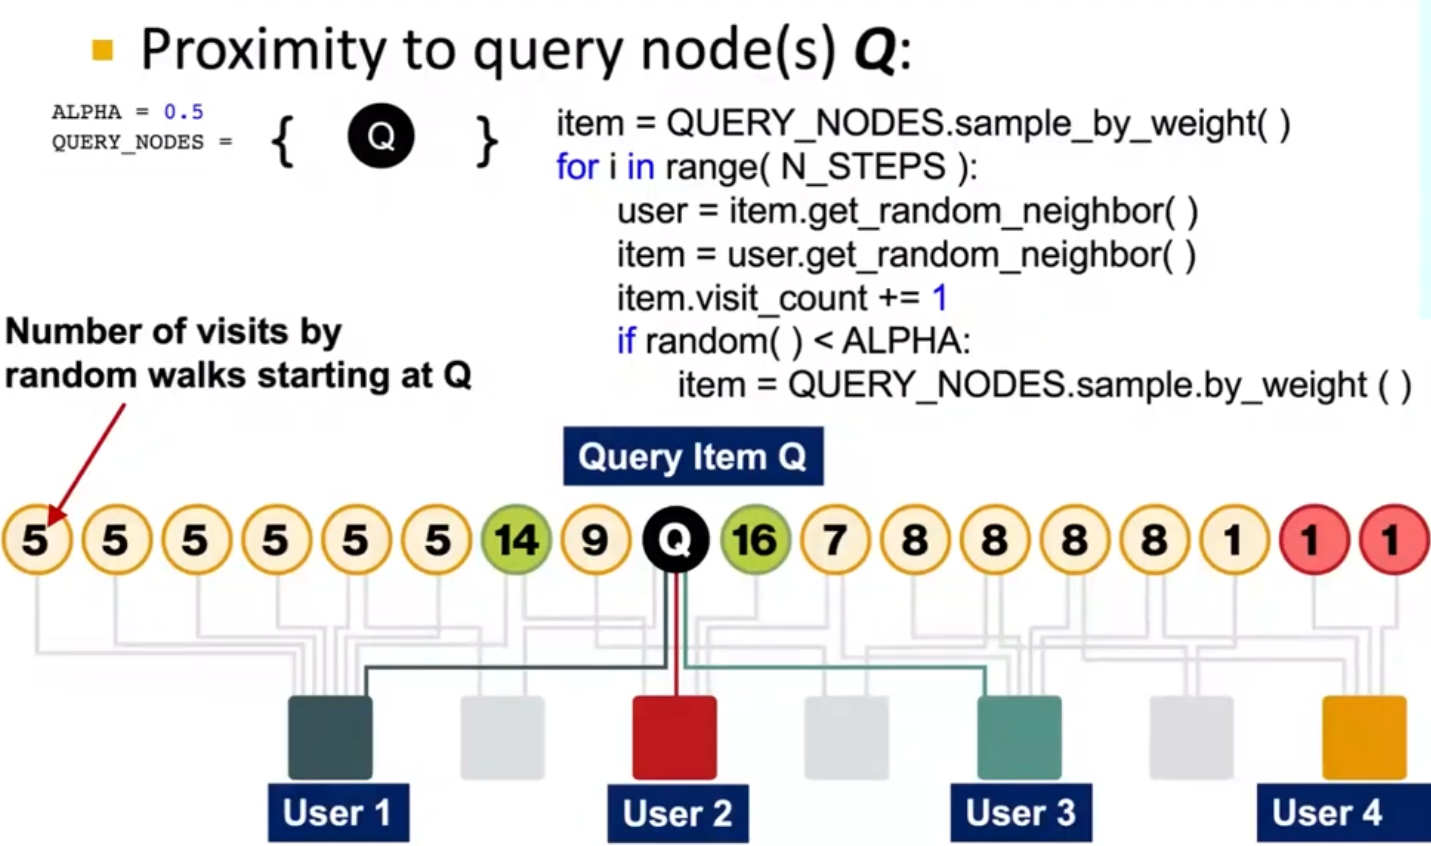 Proximity to query node(s) Q:
ALPHA = 0.5
QUERY_NODES = { Q }
item = QUERY_NODES.sample_by_weight( )
for i in range( N_STEPS ):
user = item.get_random_neighbor( )
item = user.get_random_neighbor( )
item.visit_count += 1
if random( ) < ALPHA:
item = QUERY_NODES.sample.by_weight ( )
Number of visits by
random walks starting at Q
Query Item Q
5 5 5 5 5 5 14 9 Q 16 7 8 8 8 8 1 1 1
User 1 User 2 User 3 User 4